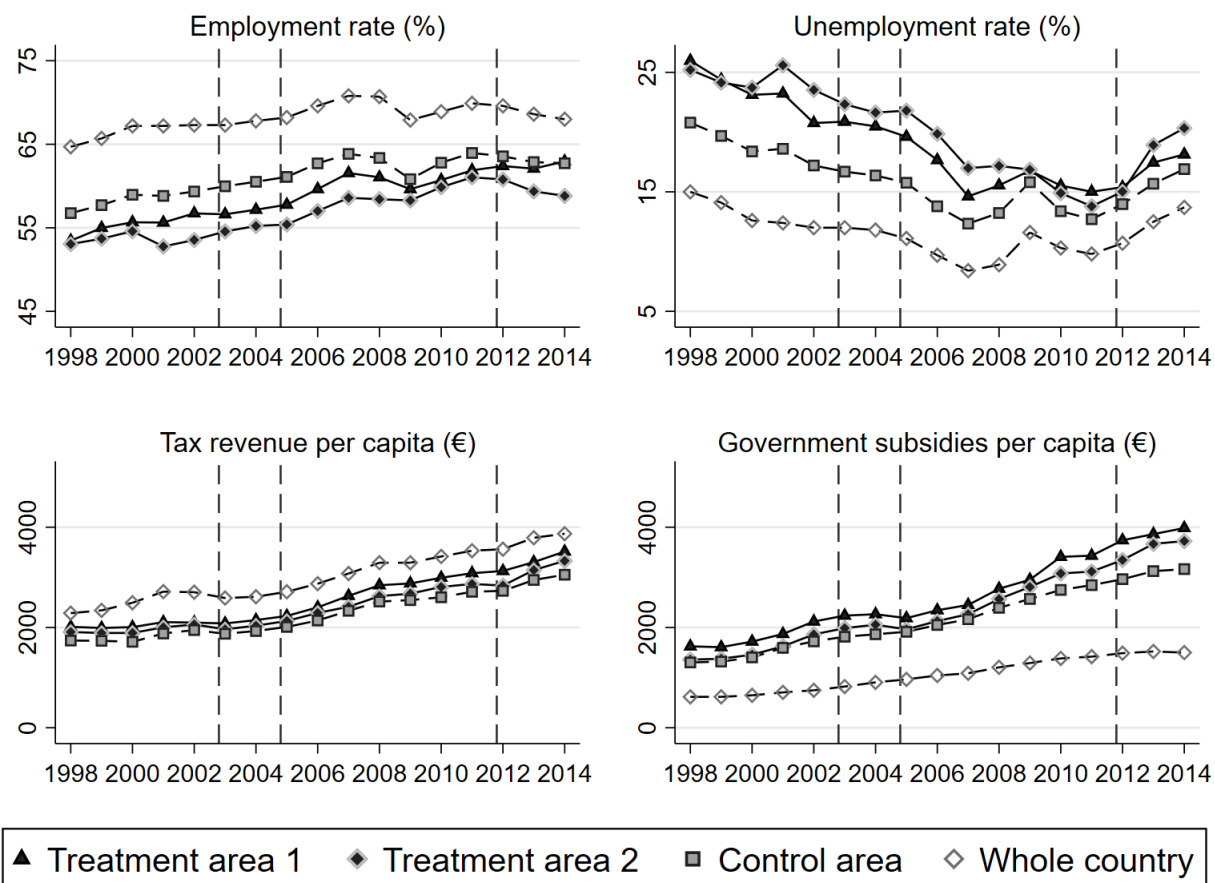 Employment rate (%)
75
65
55
45
1998 2000 2002 2004 2006 2008 2010 2012 2014
Unemployment rate (%)
25
15
5
1998 2000 2002 2004 2006 2008 2010 2012 2014
Tax revenue per capita (€)
4000
2000
0
1998 2000 2002 2004 2006 2008 2010 2012 2014
Government subsidies per capita (€)
4000
2000
0
1998 2000 2002 2004 2006 2008 2010 2012 2014
Treatment area 1 Treatment area 2 Control area Whole country